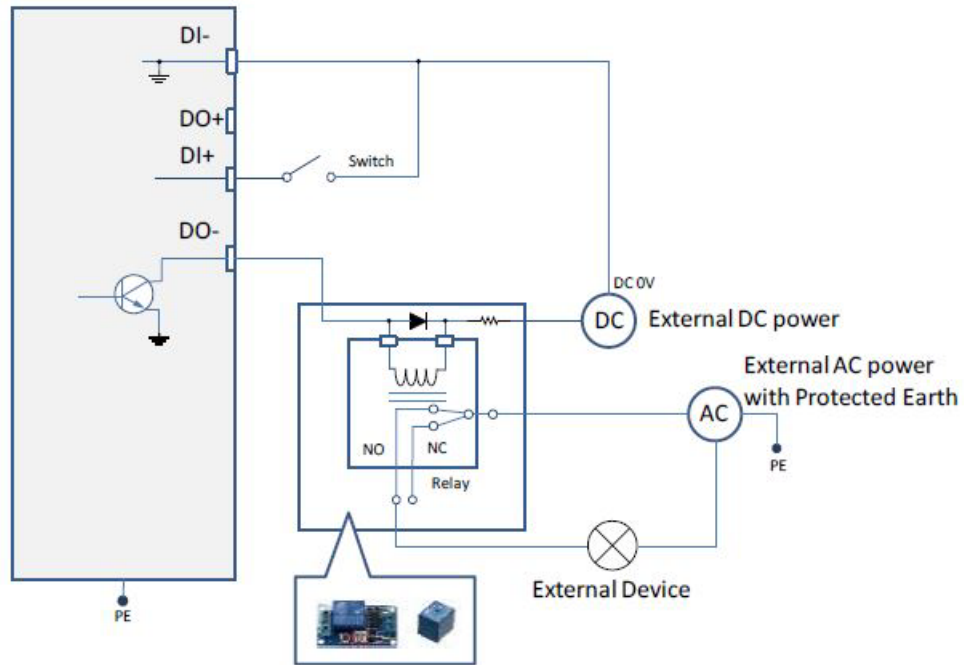 DI-
DO+
DI+
Switch
DO-
DC 0V
DC
External DC power
External AC power
with Protected Earth
AC
NO
NC
PE
Relay
External Device
PE